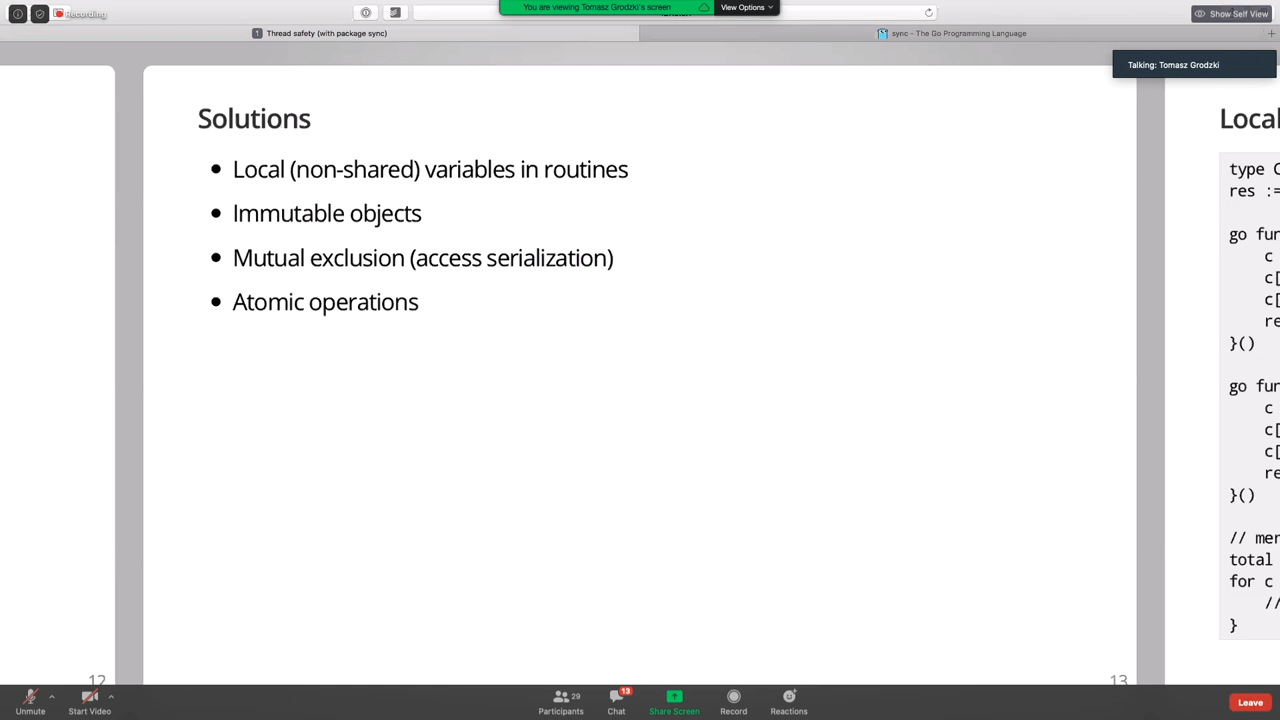 Recording
You are viewing Tomasz Grodzki's screen
View Options
Show Self View
1 Thread safety (with package sync)
sync - The Go Programming Language
Talking: Tomasz Grodzki
Solutions
• Local (non-shared) variables in routines
• Immutable objects
• Mutual exclusion (access serialization)
• Atomic operations
12
13
Local
type C
res :=
go fun
c
c[
c[
re
}()
go fun
c
c[
c[
re
}()
// mer
total
for c
//
}
Unmute
Start Video
29
Participants
13
Chat
Share Screen
Record
Reactions
Leave